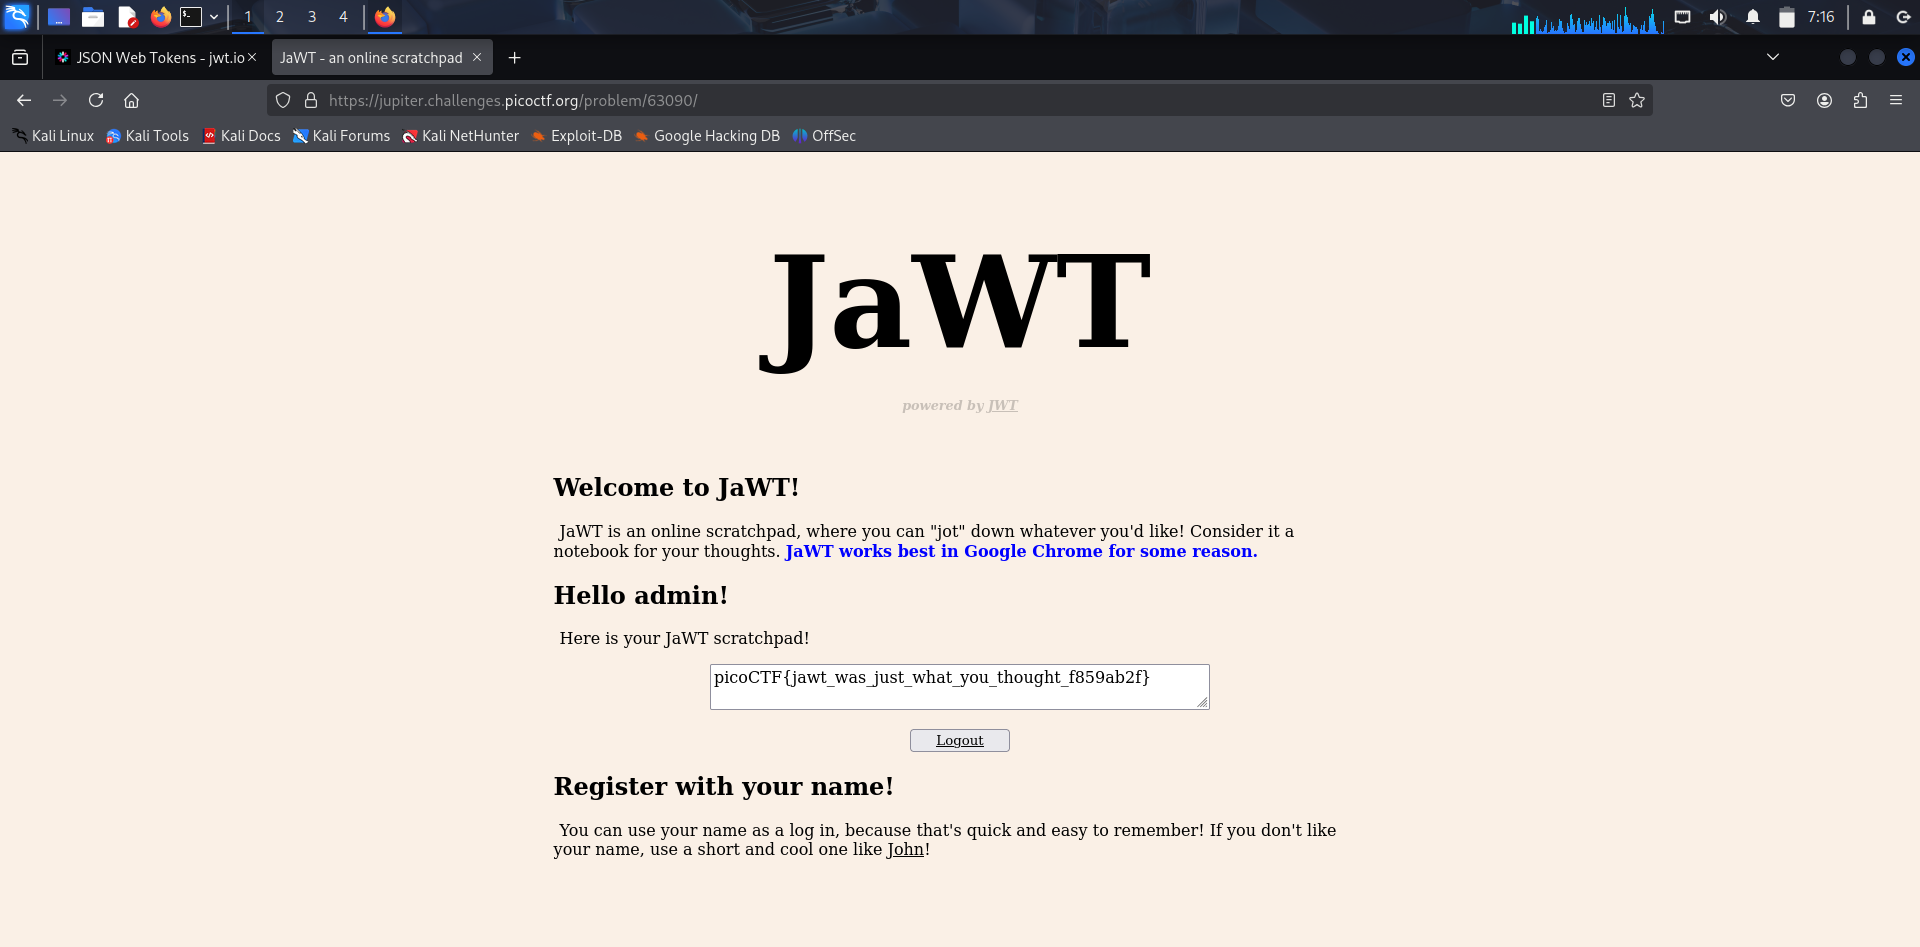 1 2 3 4 7:16
JSON Web Tokens - jwt.io JaWT - an online scratchpad
https://jupiter.challenges.picoctf.org/problem/63090/
Kali Linux Kali Tools Kali Docs Kali Forums Kali NetHunter Exploit-DB Google Hacking DB OffSec
JaWT
powered by JWT
Welcome to JaWT!
JaWT is an online scratchpad, where you can "jot" down whatever you'd like! Consider it a
notebook for your thoughts. JaWT works best in Google Chrome for some reason.
Hello admin!
Here is your JaWT scratchpad!
picoCTF{jawt_was_just_what_you_thought_f859ab2f}
Logout
Register with your name!
You can use your name as a log in, because that's quick and easy to remember! If you don't like
your name, use a short and cool one like John!